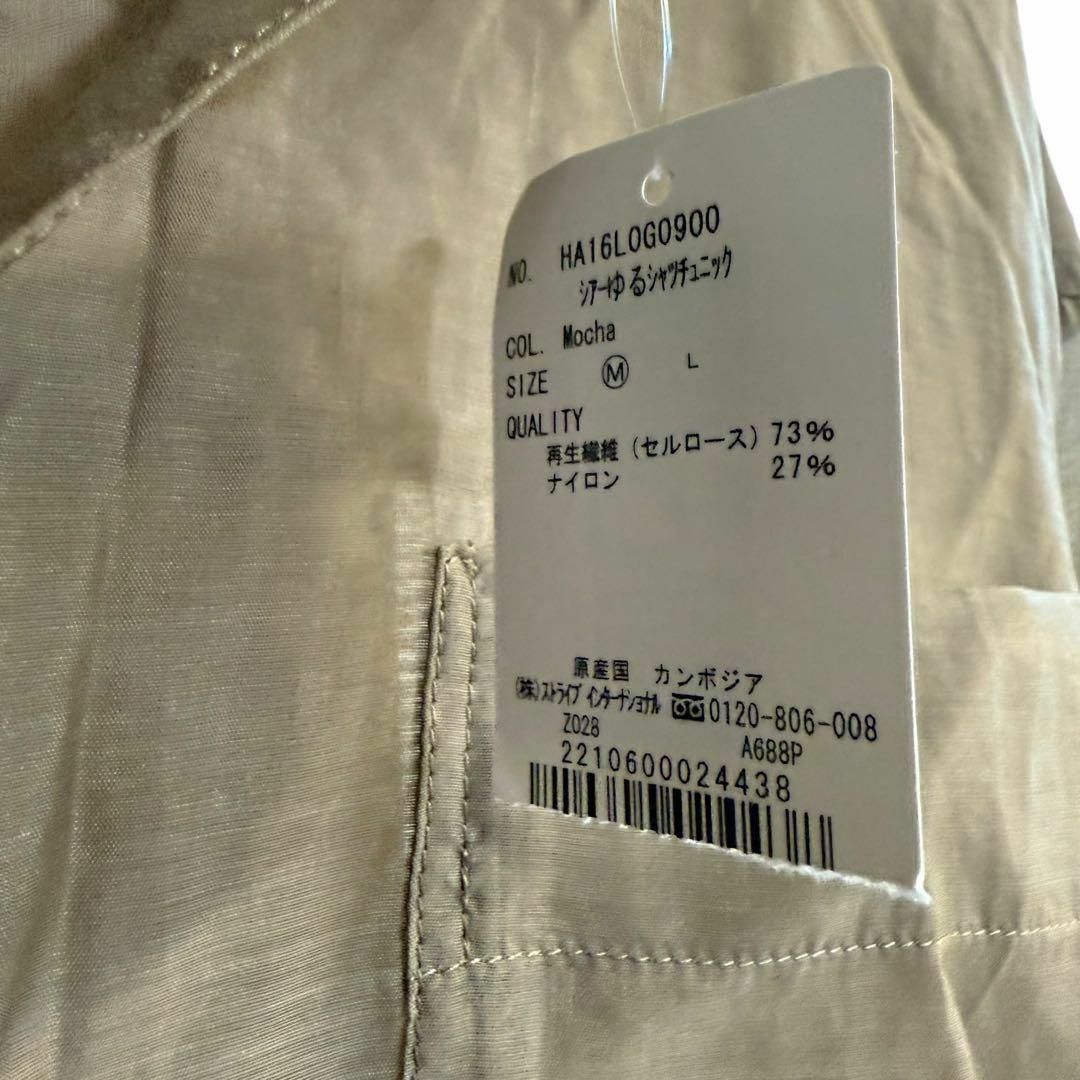 NO. HA16L0G0900
シアーゆるシャツチュニック
COL. Mocha
SIZE Ⓜ L
QUALITY
再生繊維 (セルロース) 73%
ナイロン 27%
原産国 カンボジア
(株)ストライプ インターナショナル 0120-806-008
Z028 A688P
2210600024438